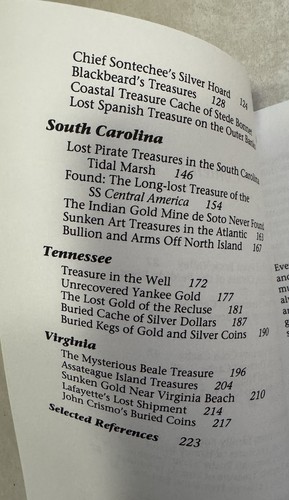 Chief Sontechee's Silver Hoard 124
Blackbeard's Treasures 128
Coastal Treasure Cache of Stede Bonnet
Lost Spanish Treasure on the Outer Banks
South Carolina
Lost Pirate Treasures in the South Carolina
Tidal Marsh 146
Found: The Long-lost Treasure of the
SS Central America 154
The Indian Gold Mine de Soto Never Found
Sunken Art Treasures in the Atlantic 163
Bullion and Arms Off North Island 167
Tennessee
Treasure in the Well 172
Unrecovered Yankee Gold 177
The Lost Gold of the Recluse 181
Buried Cache of Silver Dollars 187
Buried Kegs of Gold and Silver Coins 190
Virginia
The Mysterious Beale Treasure 196
Assateague Island Treasures 204
Sunken Gold Near Virginia Beach 210
Lafayette's Lost Shipment 214
John Crismo's Buried Coins 217
Selected References 223
Eve